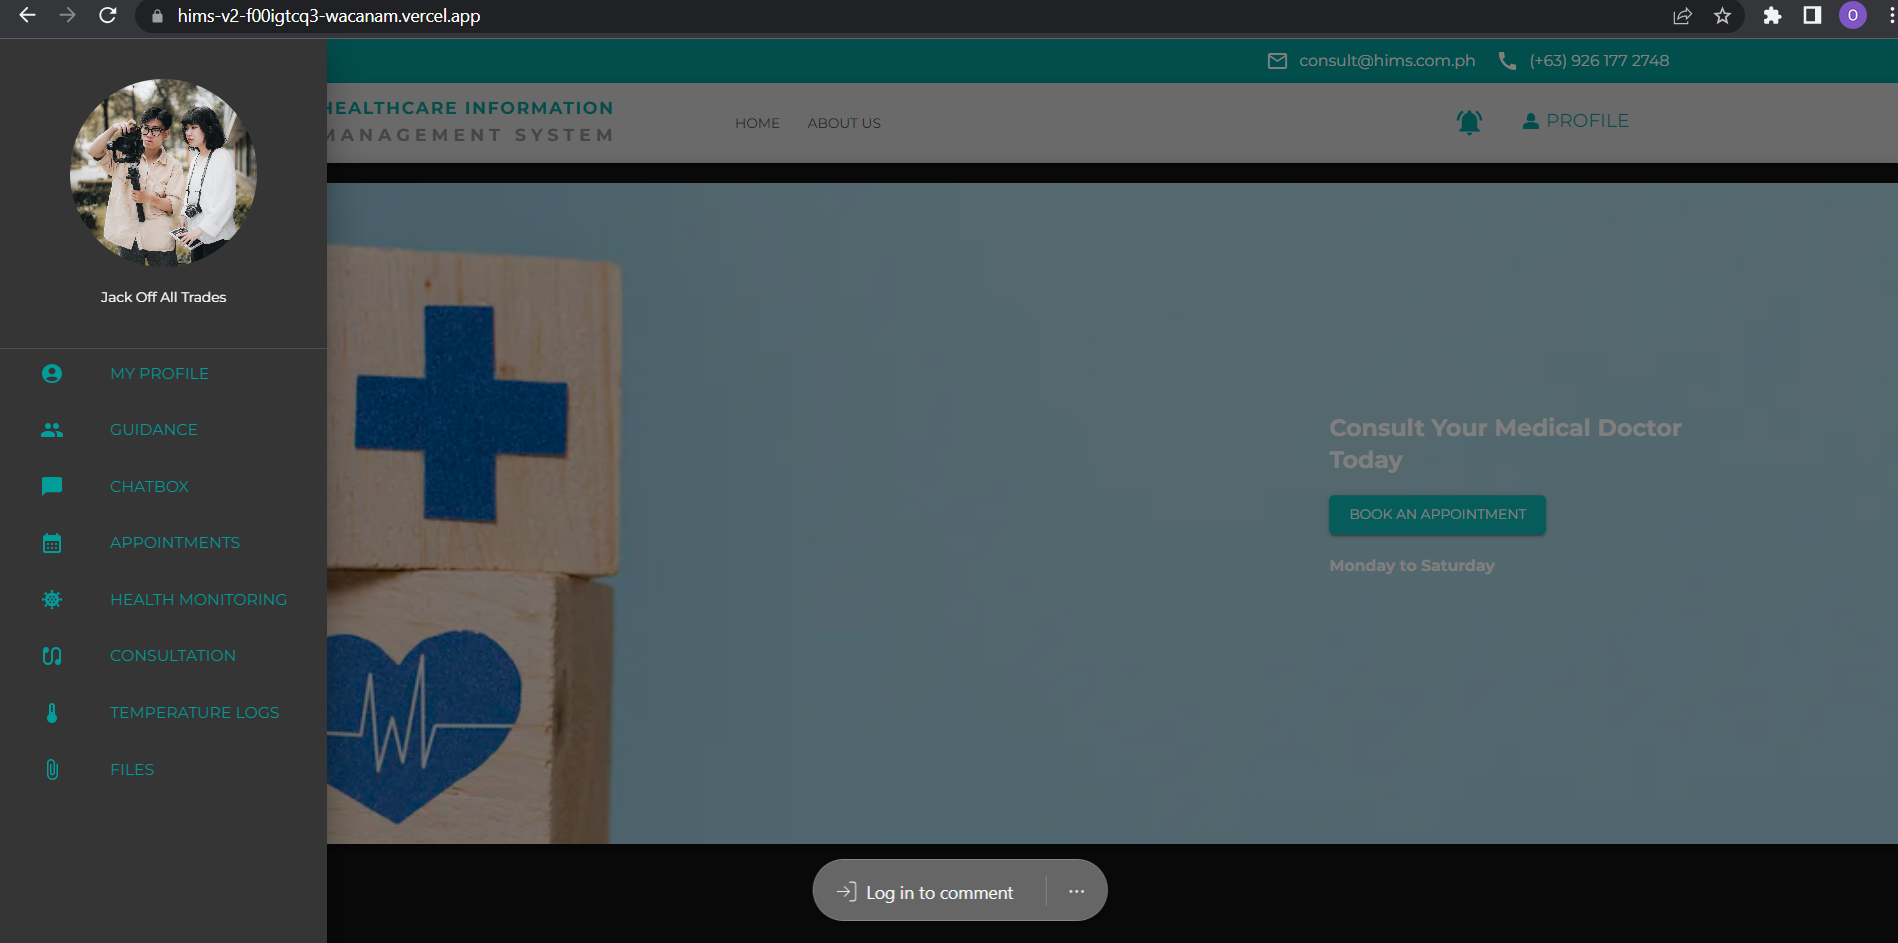 hims-v2-f00igtcq3-wacanam.vercel.app
O
consult@hims.com.ph (+63) 926 177 2748
HEALTHCARE INFORMATION
MANAGEMENT SYSTEM
HOME ABOUT US
PROFILE
Jack Off All Trades
MY PROFILE
GUIDANCE
CHATBOX
APPOINTMENTS
HEALTH MONITORING
CONSULTATION
TEMPERATURE LOGS
FILES
Consult Your Medical Doctor
Today
BOOK AN APPOINTMENT
Monday to Saturday
Log in to comment